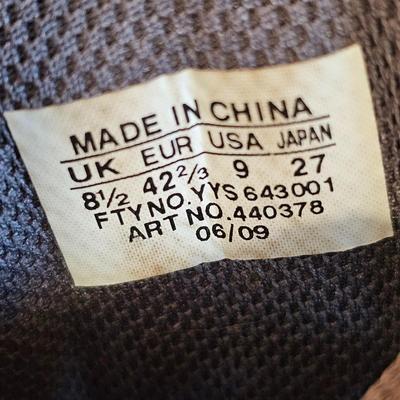 MADE IN CHINA
UK EUR USA JAPAN
8½ 42⅔ 9 27
FTY NO. YYS 643001
ART NO. 440378
06/09